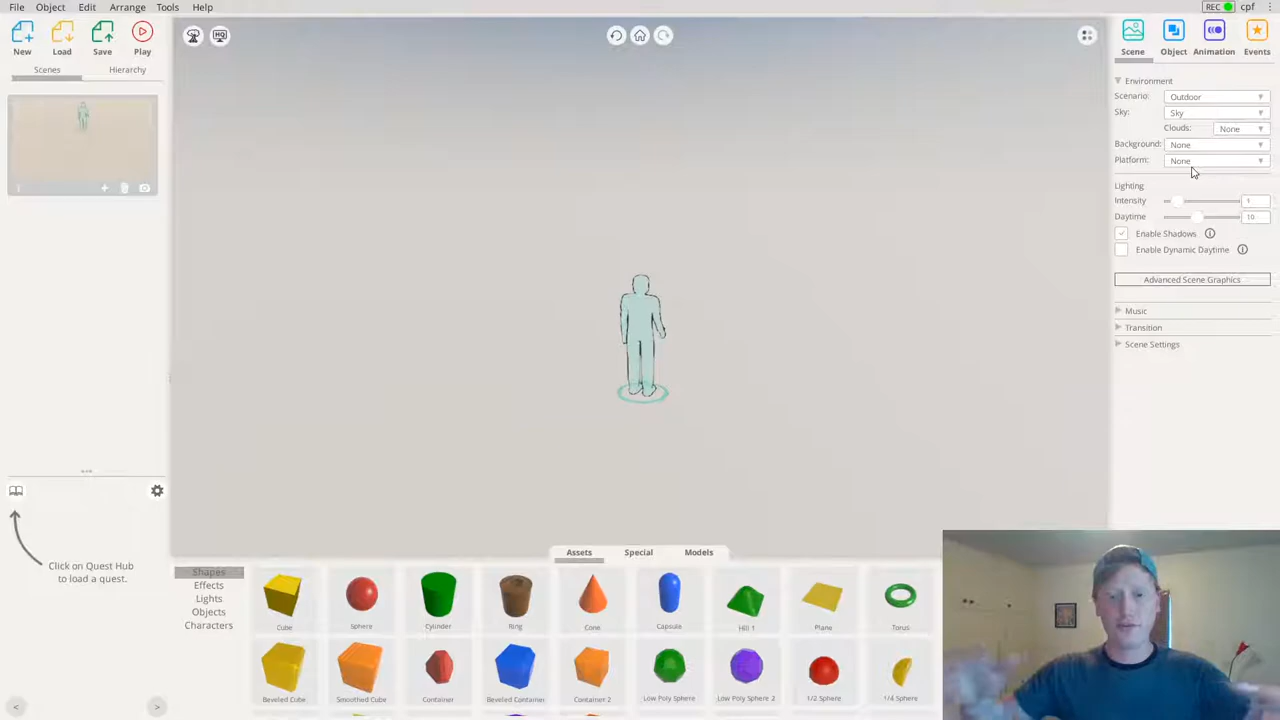 File Object Edit Arrange Tools Help
REC cpf
New Load Save Play
HQ
Scene Object Animation Events
Scenes Hierarchy
Environment
Scenario: Outdoor
Sky: Sky
Clouds: None
Background: None
Platform: None
Lighting
Intensity 1
Daytime 10
Enable Shadows
Enable Dynamic Daytime
Advanced Scene Graphics
Music
Transition
Scene Settings
Click on Quest Hub
to load a quest.
Assets Special Models
Shapes
Effects
Lights
Objects
Characters
Cube Sphere Cylinder Ring Cone Capsule Hill 1 Plane Torus
Beveled Cube Smoothed Cube Container Beveled Container Container 2 Low Poly Sphere Low Poly Sphere 2 1/2 Sphere 1/4 Sphere